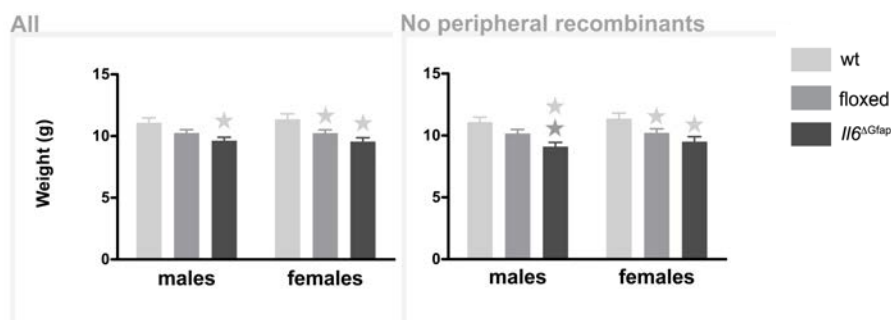 All
No peripheral recombinants
Weight (g)
15
10
5
0
males
females
15
10
5
0
males
females
wt
floxed
Il6ΔGfap